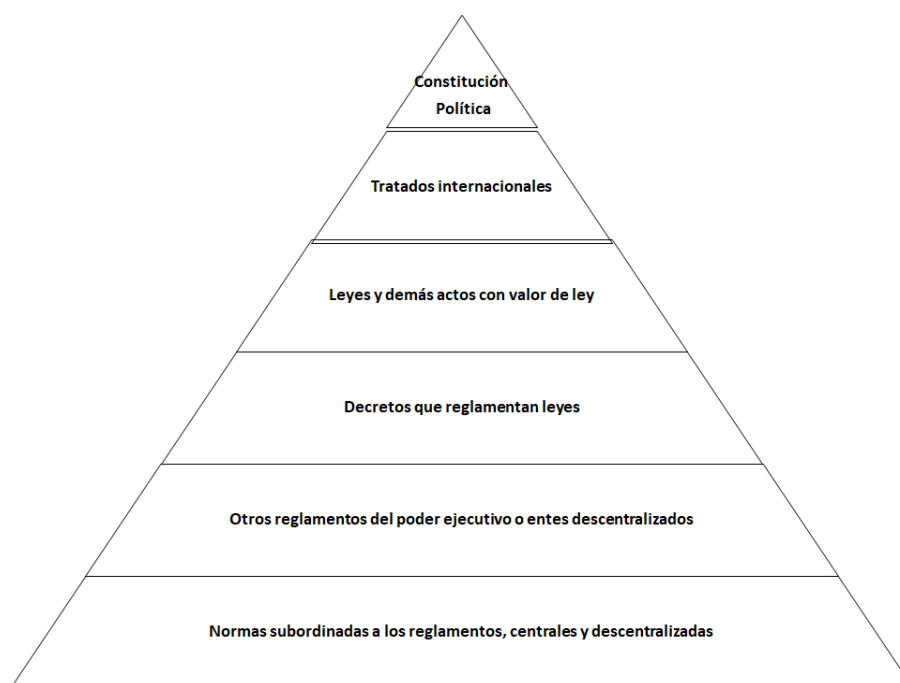 Constitución
Política
Tratados internacionales
Leyes y demás actos con valor de ley
Decretos que reglamentan leyes
Otros reglamentos del poder ejecutivo o entes descentralizados
Normas subordinadas a los reglamentos, centrales y descentralizadas